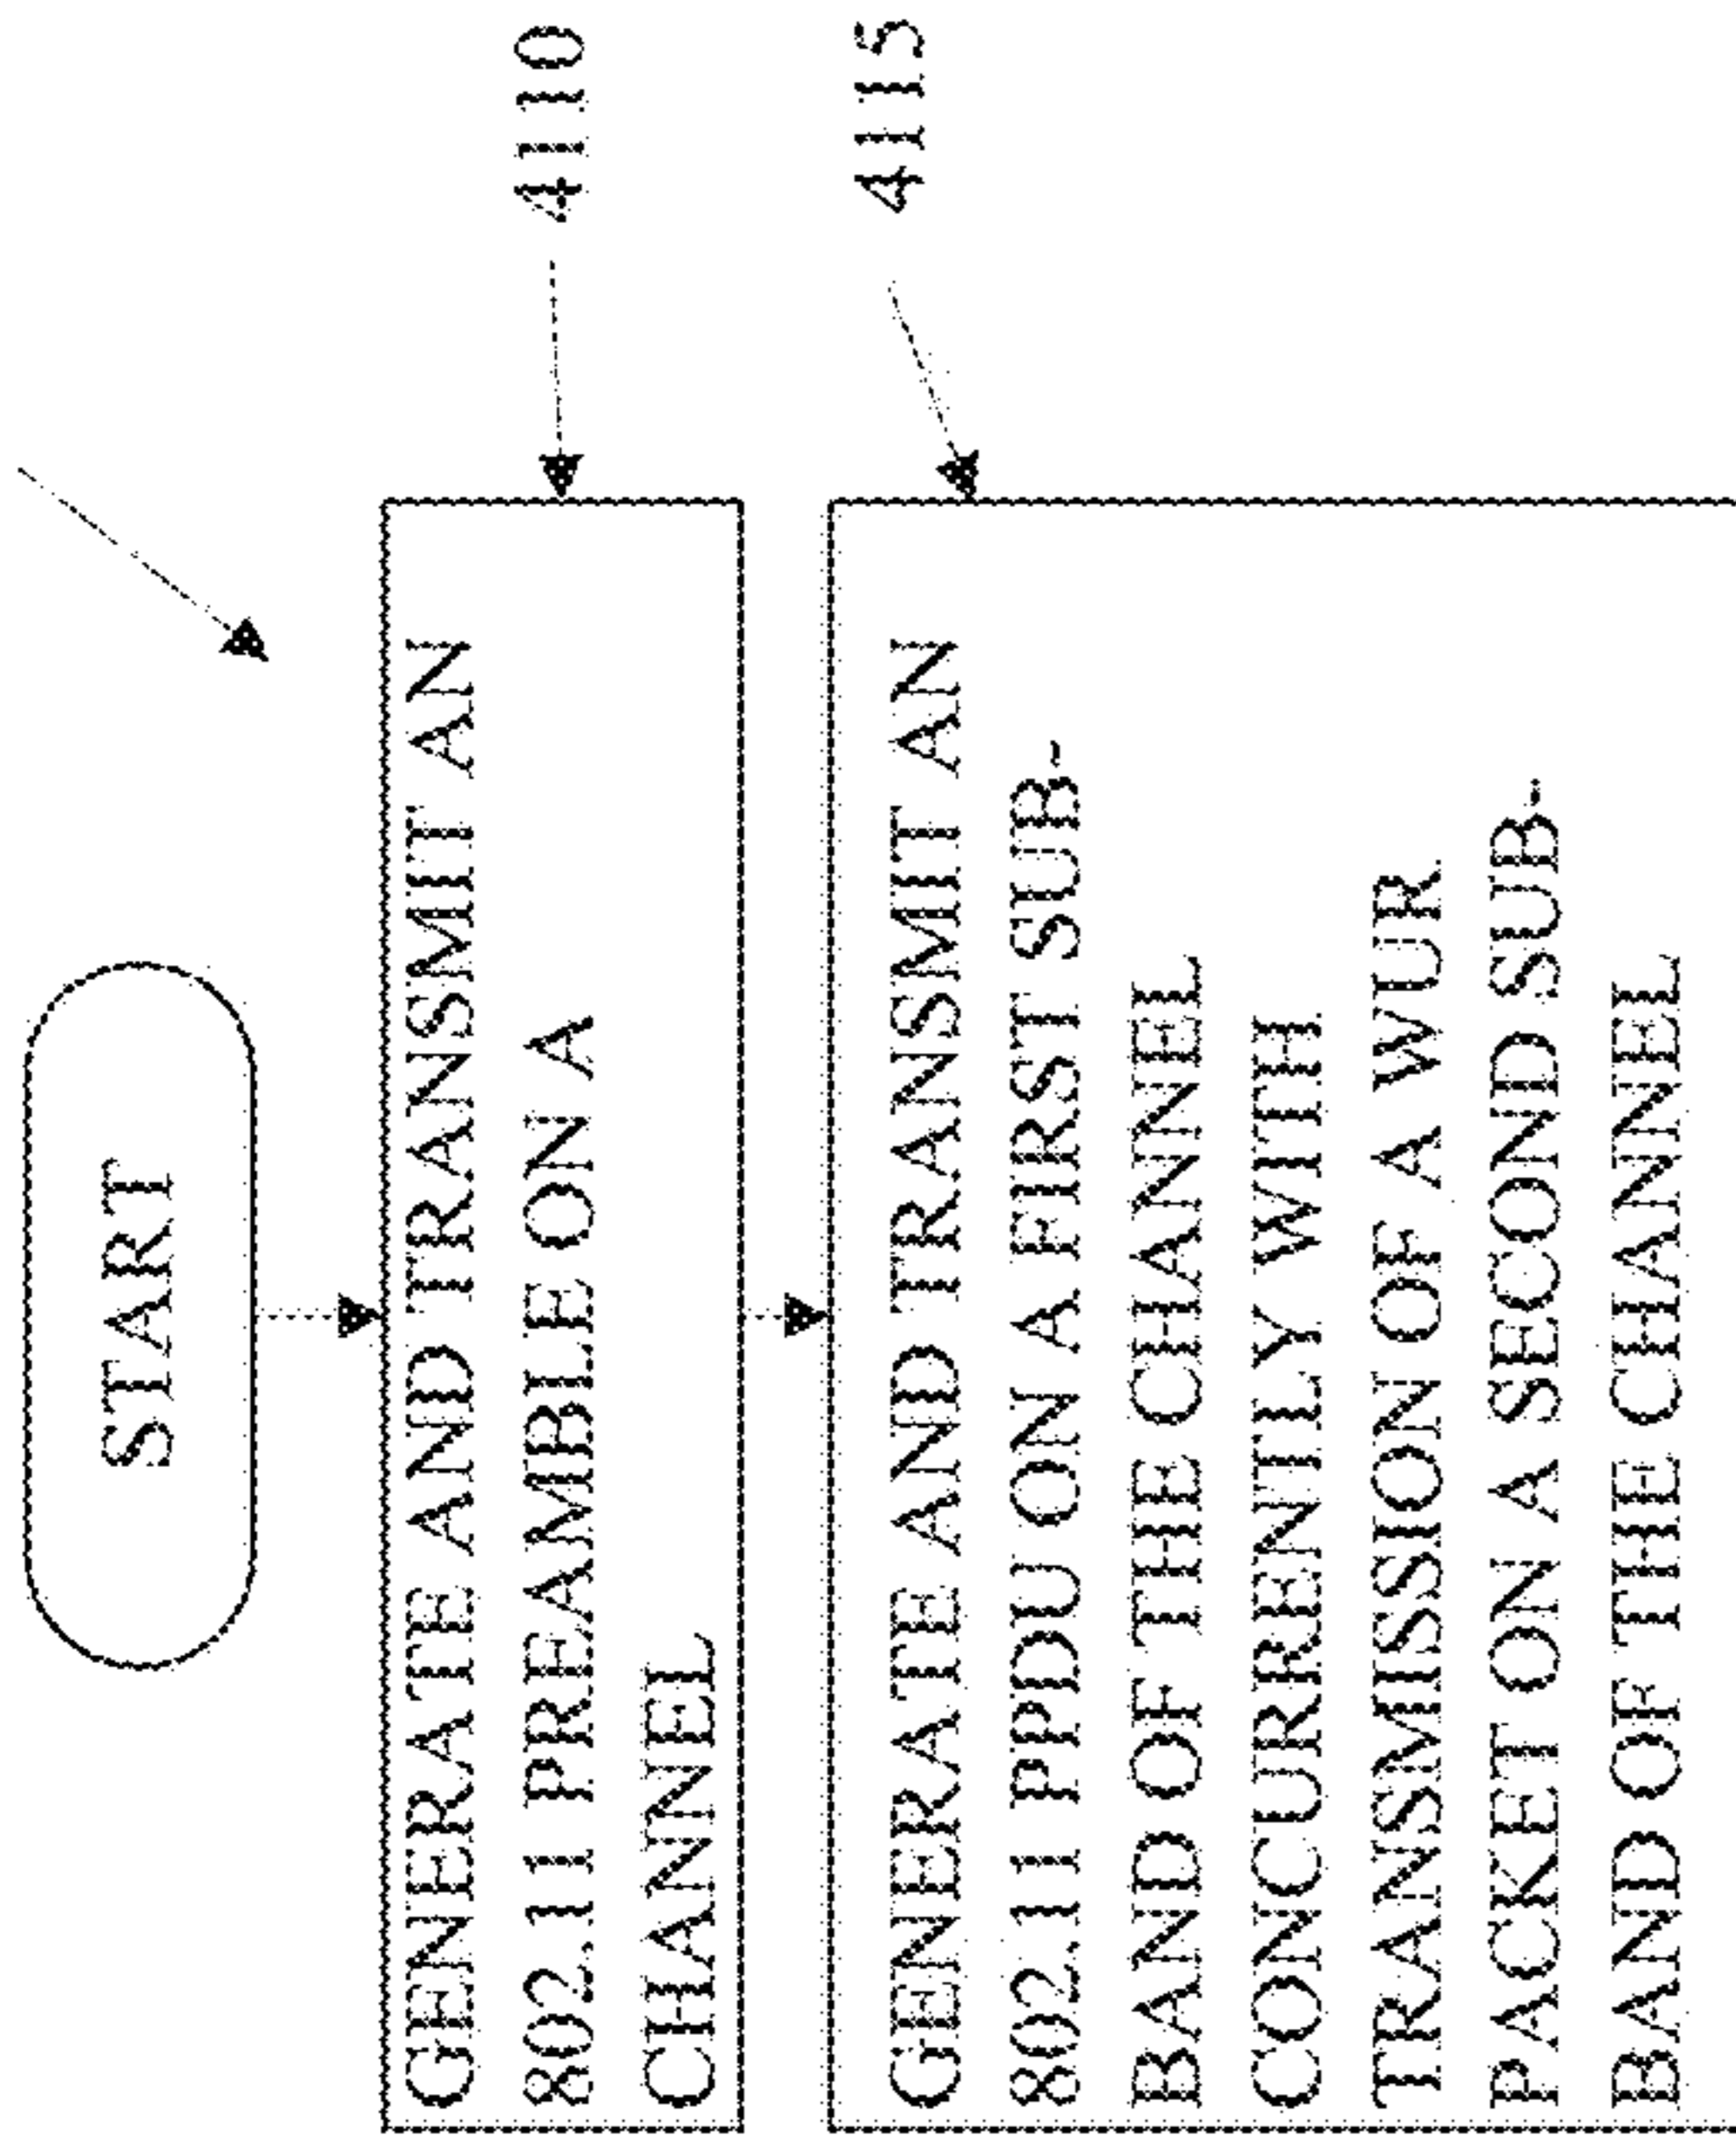 START
GENERATE AND TRANSMIT AN
802.11 PREAMBLE ON A
CHANNEL
4110
GENERATE AND TRANSMIT AN
802.11 PPDU ON A FIRST SUB-
BAND OF THE CHANNEL
CONCURRENTLY WITH
TRANSMISSION OF A WUR
PACKET ON A SECOND SUB-
BAND OF THE CHANNEL
4115